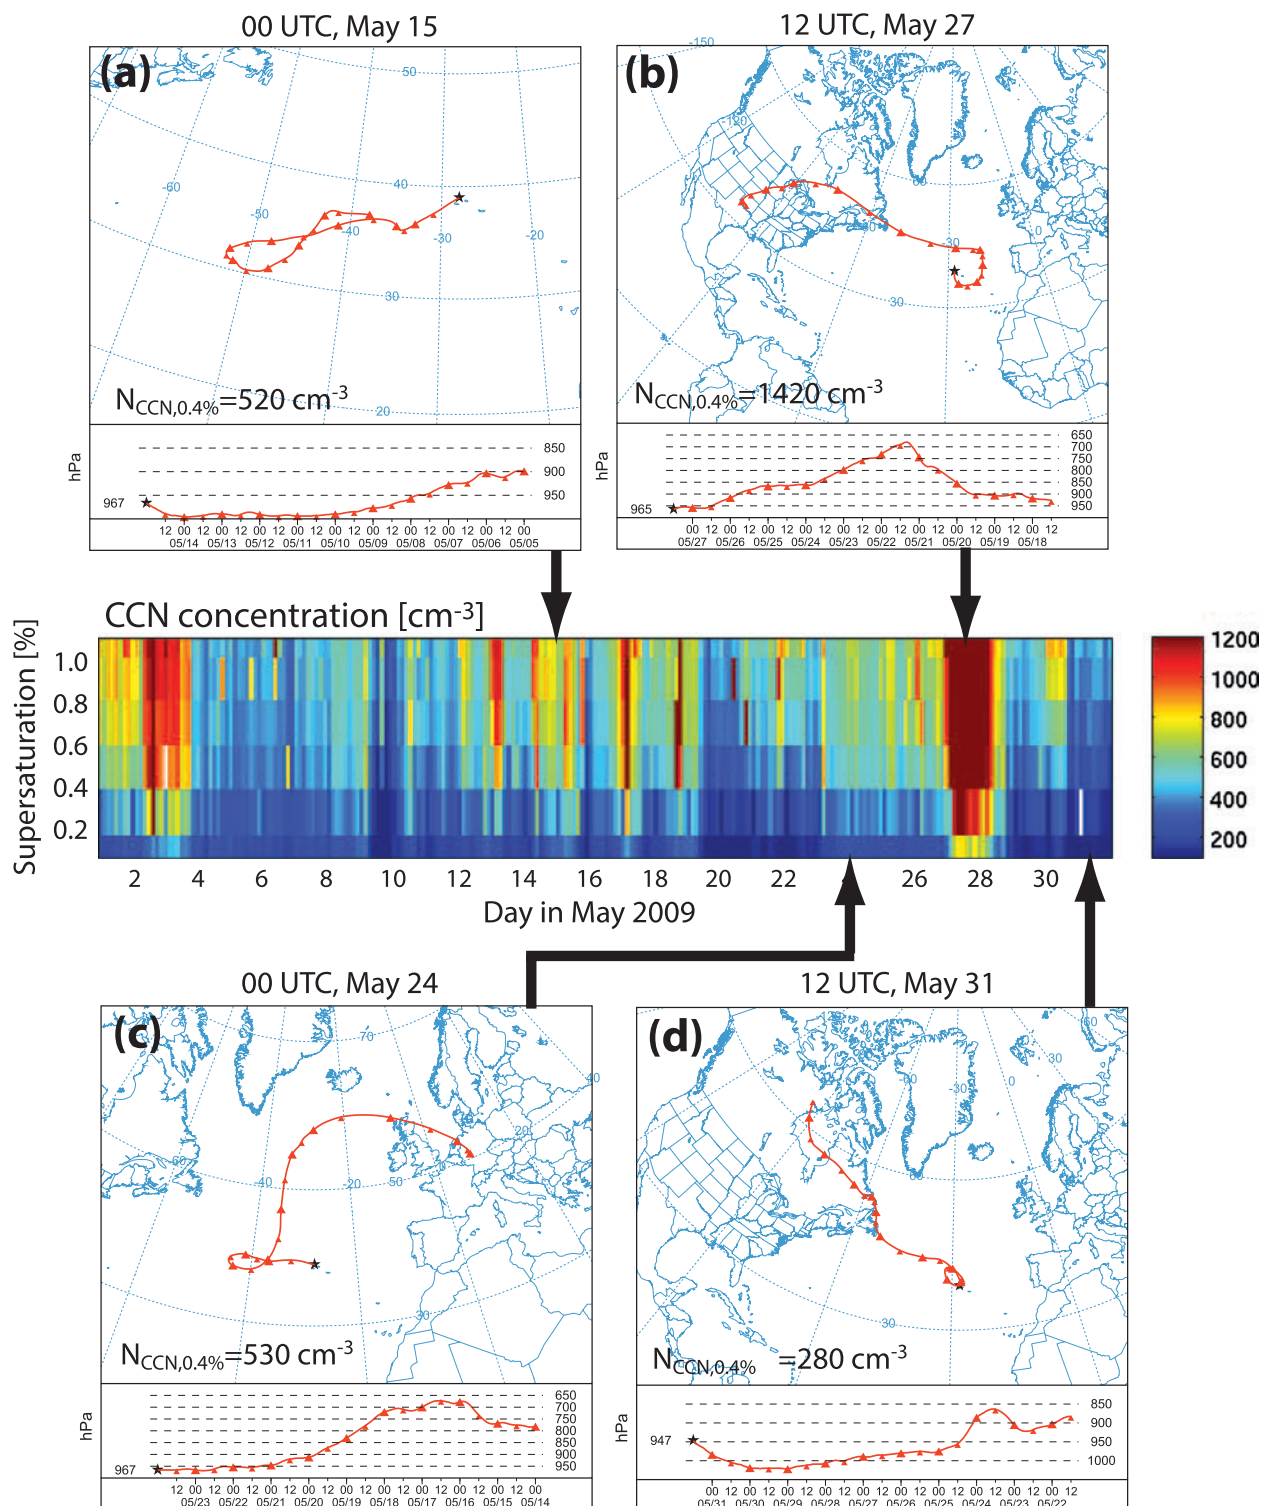 00 UTC, May 15
12 UTC, May 27
(a)
50
-60
40
-50
-40
-30
-20
30
20
N_CCN,0.4%=520 cm⁻³
(b)
-150
-120
-30
0
30
N_CCN,0.4%=1420 cm⁻³
hPa
850
900
950
967
12 00 12 00 12 00 12 00 12 00 12 00 12 00 12 00 12 00 12 00
05/14 05/13 05/12 05/11 05/10 05/09 05/08 05/07 05/06 05/05
hPa
650
700
750
800
850
900
950
965
00 12 00 12 00 12 00 12 00 12 00 12 00 12 00 12 00 12 00 12
05/27 05/26 05/25 05/24 05/23 05/22 05/21 05/20 05/19 05/18
CCN concentration [cm⁻³]
Supersaturation [%]
1.0
0.8
0.6
0.4
0.2
2 4 6 8 10 12 14 16 18 20 22 26 28 30
Day in May 2009
1200
1000
800
600
400
200
00 UTC, May 24
12 UTC, May 31
(c)
70
20
-40
-20
50
30
N_CCN,0.4%=530 cm⁻³
(d)
30
0
-30
30
N_CCN,0.4% =280 cm⁻³
hPa
650
700
750
800
850
900
950
967
12 00 12 00 12 00 12 00 12 00 12 00 12 00 12 00 12 00 12 00
05/23 05/22 05/21 05/20 05/19 05/18 05/17 05/16 05/15 05/14
hPa
850
900
950
1000
947
00 12 00 12 00 12 00 12 00 12 00 12 00 12 00 12 00 12 00 12
05/31 05/30 05/29 05/28 05/27 05/26 05/25 05/24 05/23 05/22